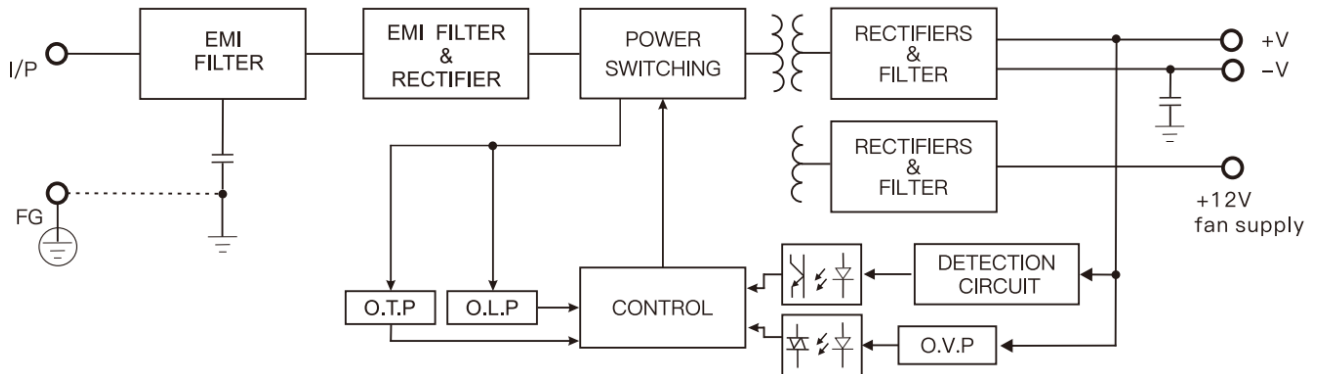 I/P
EMI
FILTER
EMI FILTER
&
RECTIFIER
POWER
SWITCHING
RECTIFIERS
&
FILTER
+V
–V
RECTIFIERS
&
FILTER
+12V
fan supply
FG
O.T.P
O.L.P
CONTROL
DETECTION
CIRCUIT
O.V.P